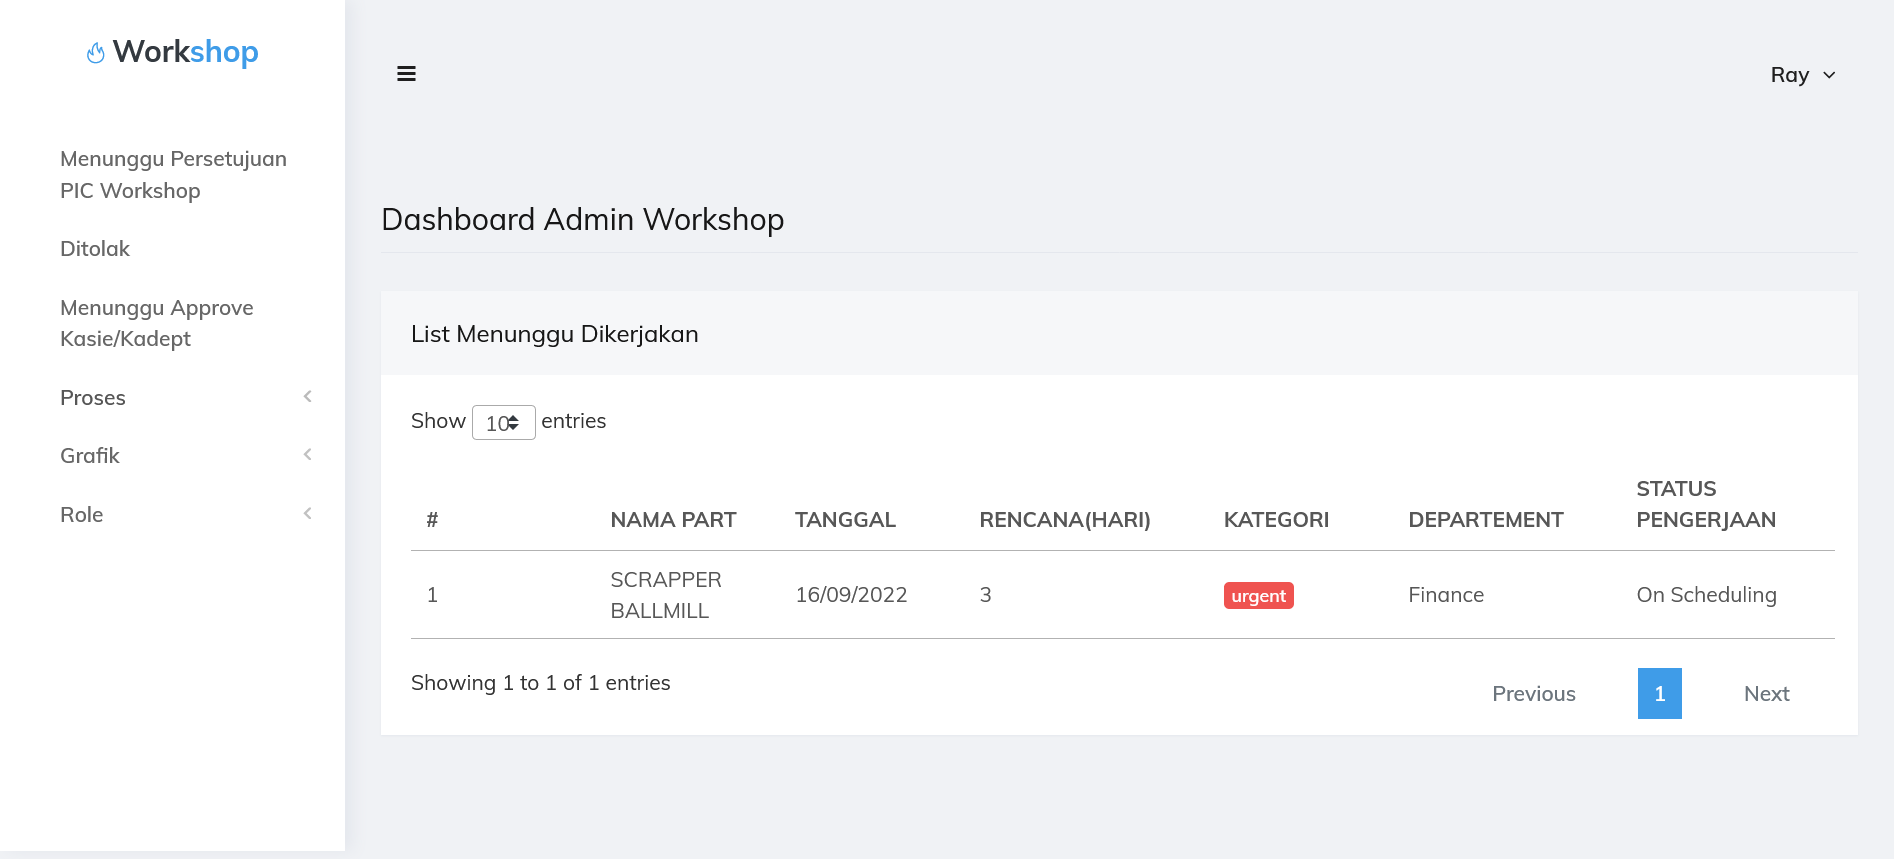 Workshop
Ray
Menunggu Persetujuan
PIC Workshop
Ditolak
Menunggu Approve
Kasie/Kadept
Proses
Grafik
Role
Dashboard Admin Workshop
List Menunggu Dikerjakan
Show 10 entries
# NAMA PART TANGGAL RENCANA(HARI) KATEGORI DEPARTEMENT STATUS
PENGERJAAN
1 SCRAPPER
BALLMILL 16/09/2022 3 urgent Finance On Scheduling
Showing 1 to 1 of 1 entries
Previous 1 Next